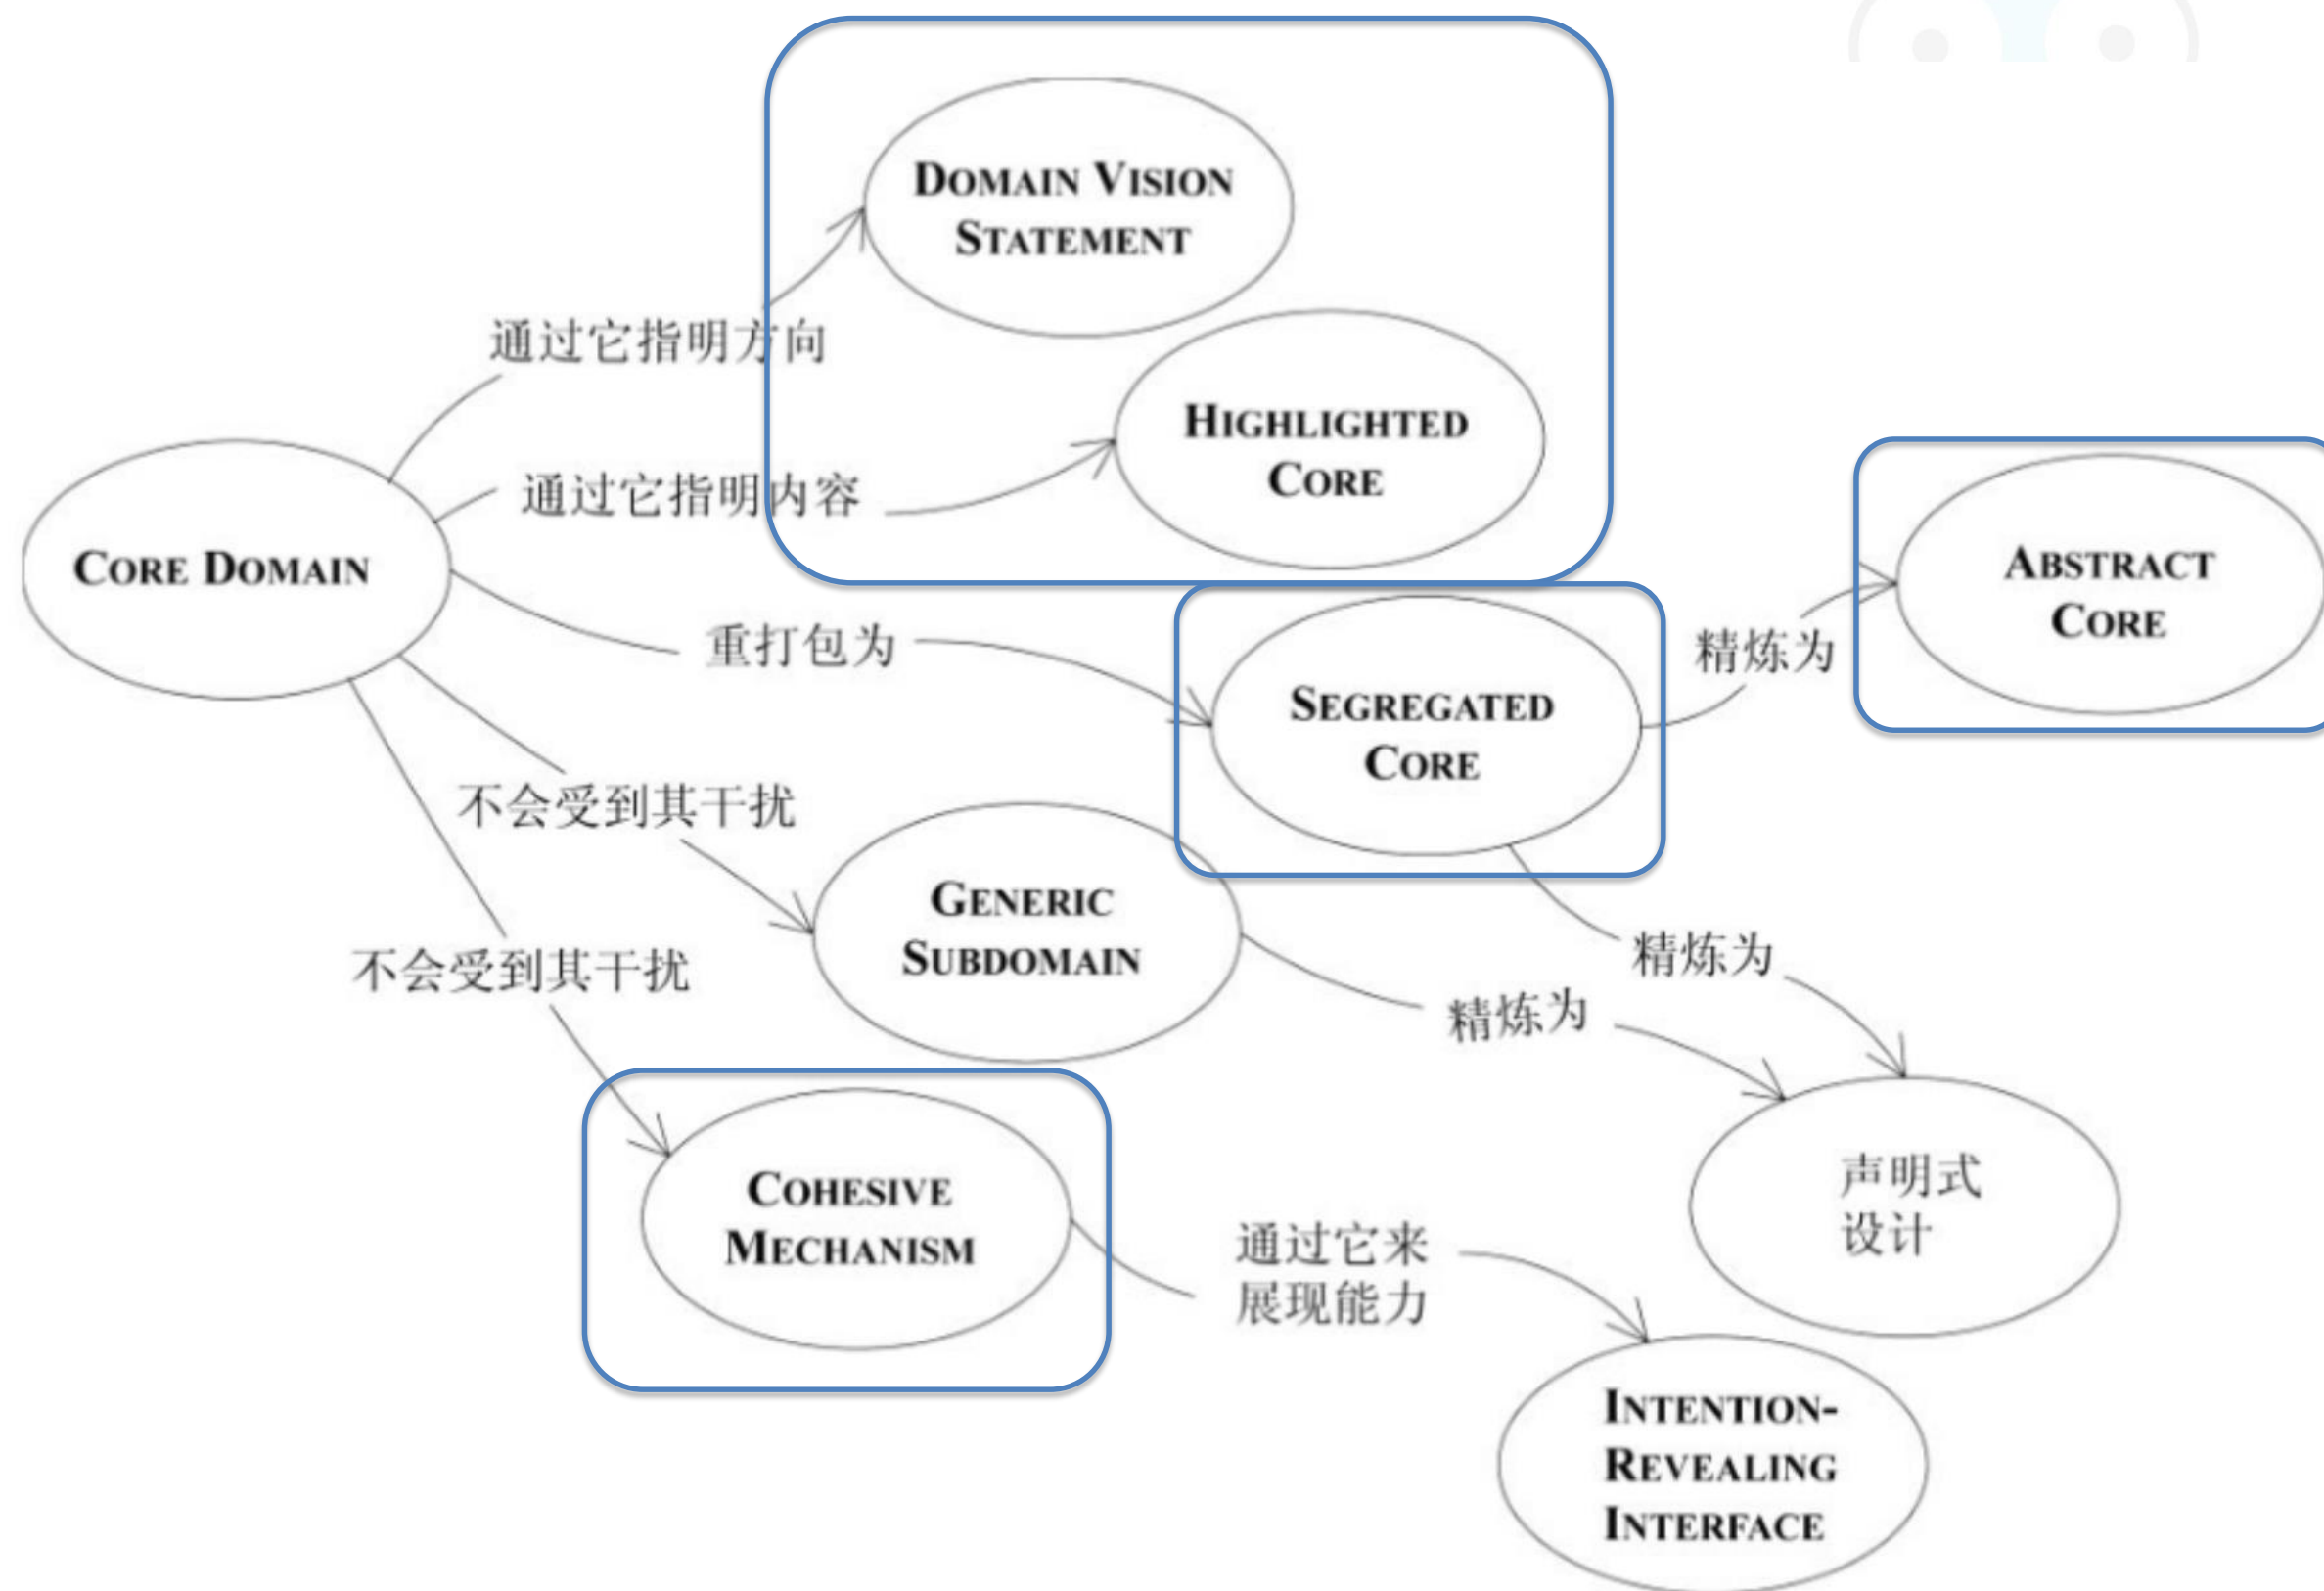 DOMAIN VISION
STATEMENT
通过它指明方向
HIGHLIGHTED
CORE
通过它指明内容
CORE DOMAIN
ABSTRACT
CORE
重打包为
精炼为
SEGREGATED
CORE
不会受到其干扰
GENERIC
SUBDOMAIN
精炼为
不会受到其干扰
精炼为
COHESIVE
MECHANISM
声明式
设计
通过它来
展现能力
INTENTION-
REVEALING
INTERFACE